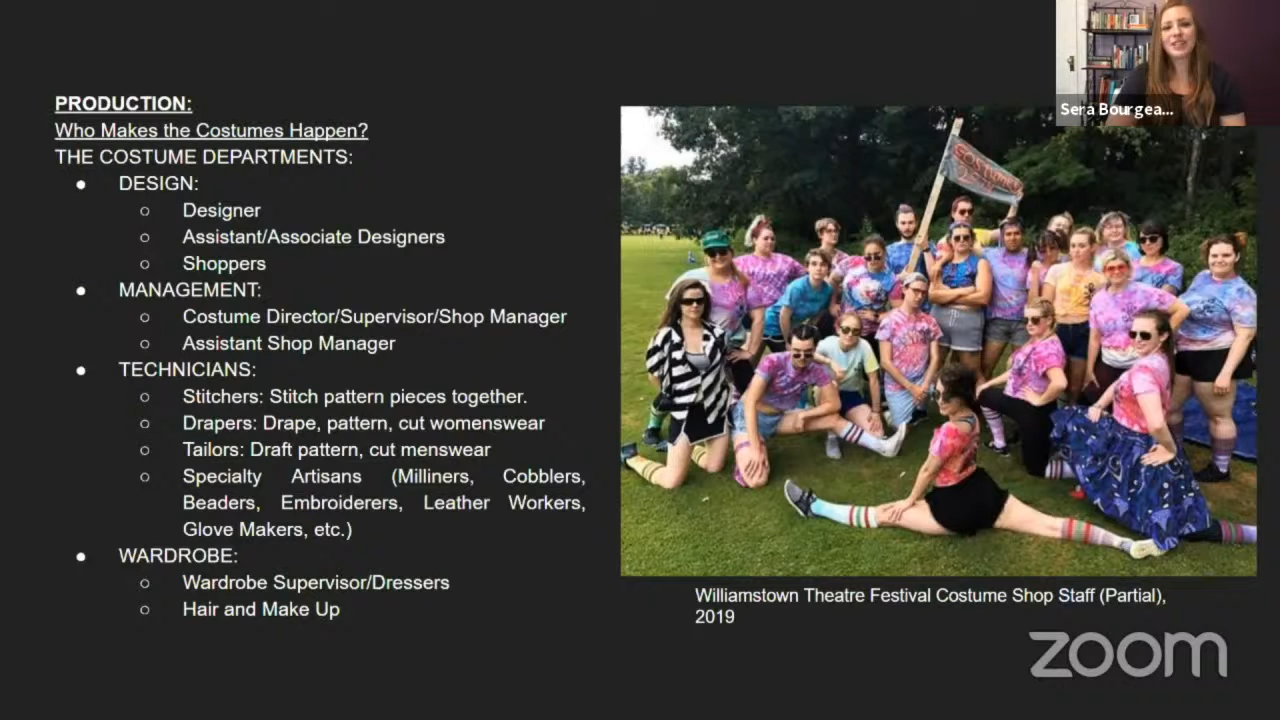 PRODUCTION:
Who Makes the Costumes Happen?
THE COSTUME DEPARTMENTS:
● DESIGN:
○ Designer
○ Assistant/Associate Designers
○ Shoppers
● MANAGEMENT:
○ Costume Director/Supervisor/Shop Manager
○ Assistant Shop Manager
● TECHNICIANS:
○ Stitchers: Stitch pattern pieces together.
○ Drapers: Drape, pattern, cut womenswear
○ Tailors: Draft pattern, cut menswear
○ Specialty Artisans (Milliners, Cobblers,
Beaders, Embroiderers, Leather Workers,
Glove Makers, etc.)
● WARDROBE:
○ Wardrobe Supervisor/Dressers
○ Hair and Make Up
Sera Bourgea...
Williamstown Theatre Festival Costume Shop Staff (Partial),
2019
zoom